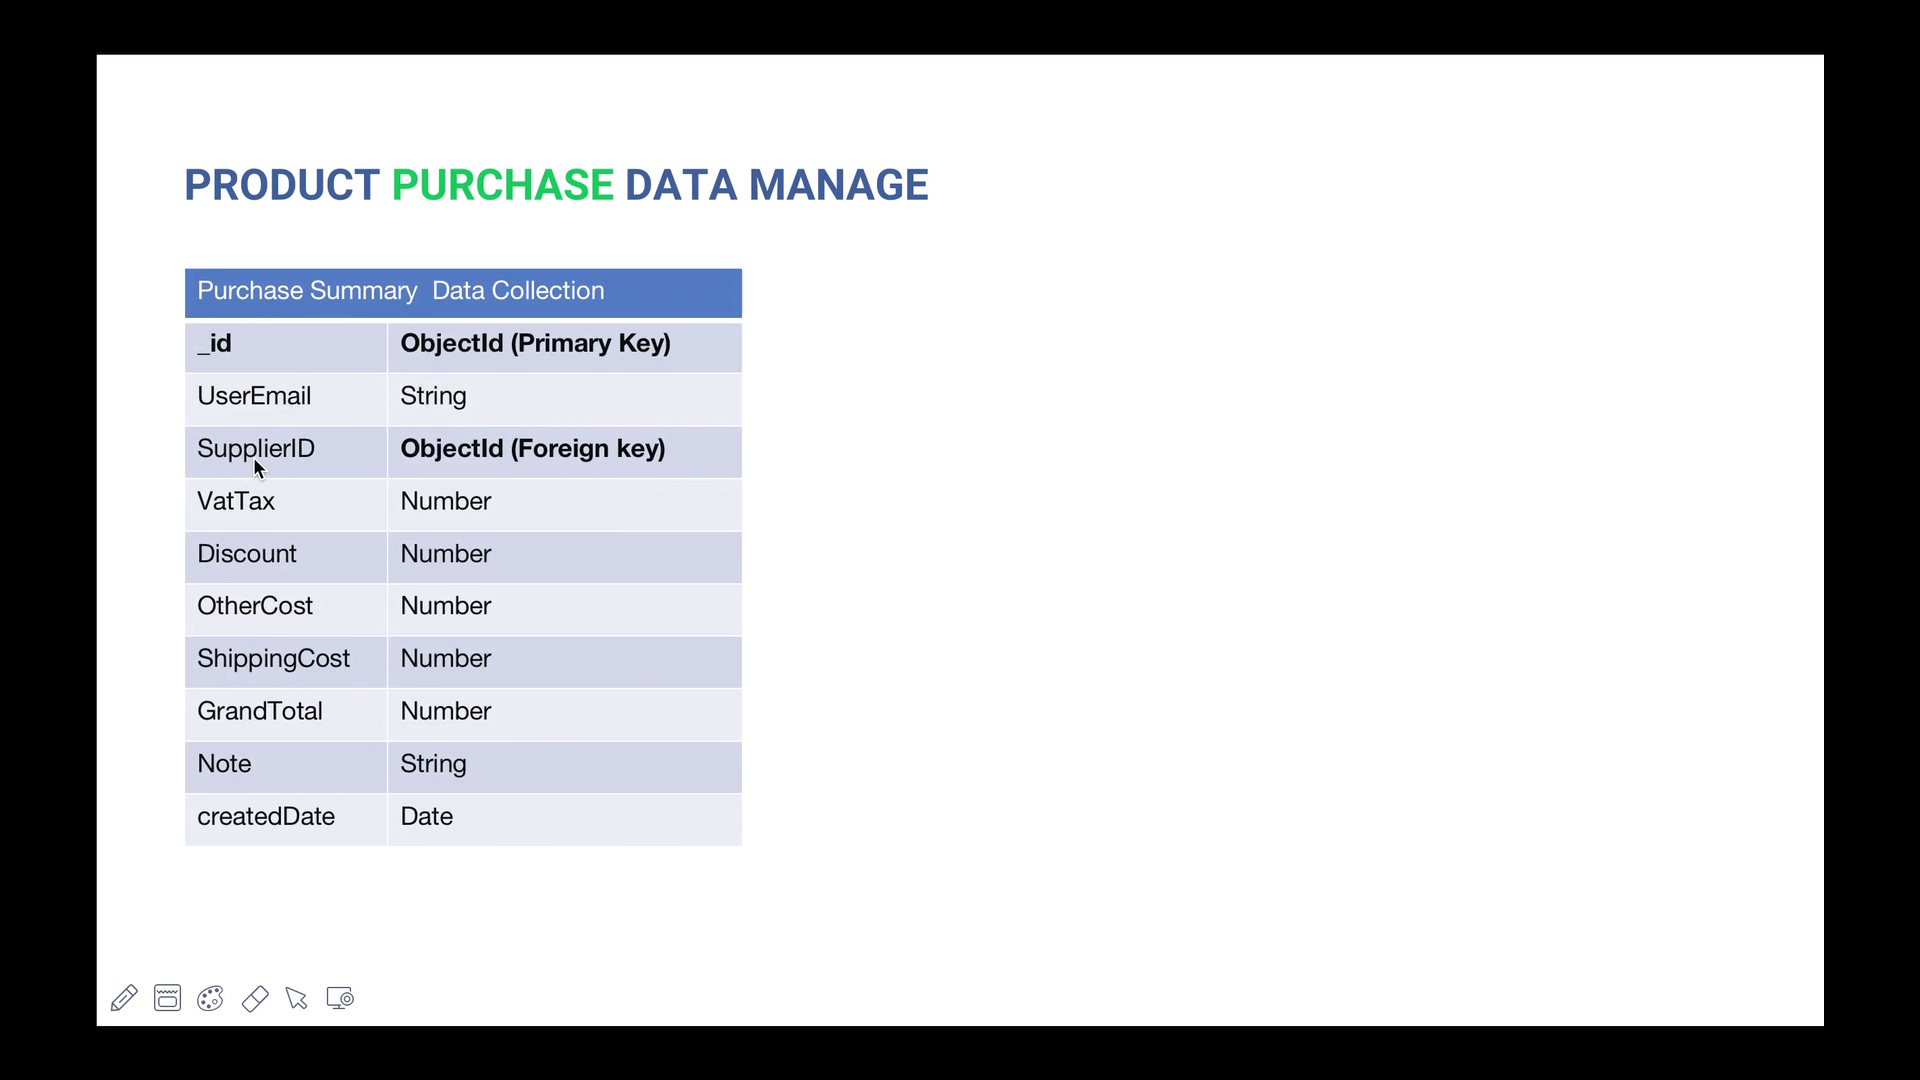 PRODUCT PURCHASE DATA MANAGE
Purchase Summary Data Collection
_id ObjectId (Primary Key)
UserEmail String
SupplierID ObjectId (Foreign key)
VatTax Number
Discount Number
OtherCost Number
ShippingCost Number
GrandTotal Number
Note String
createdDate Date